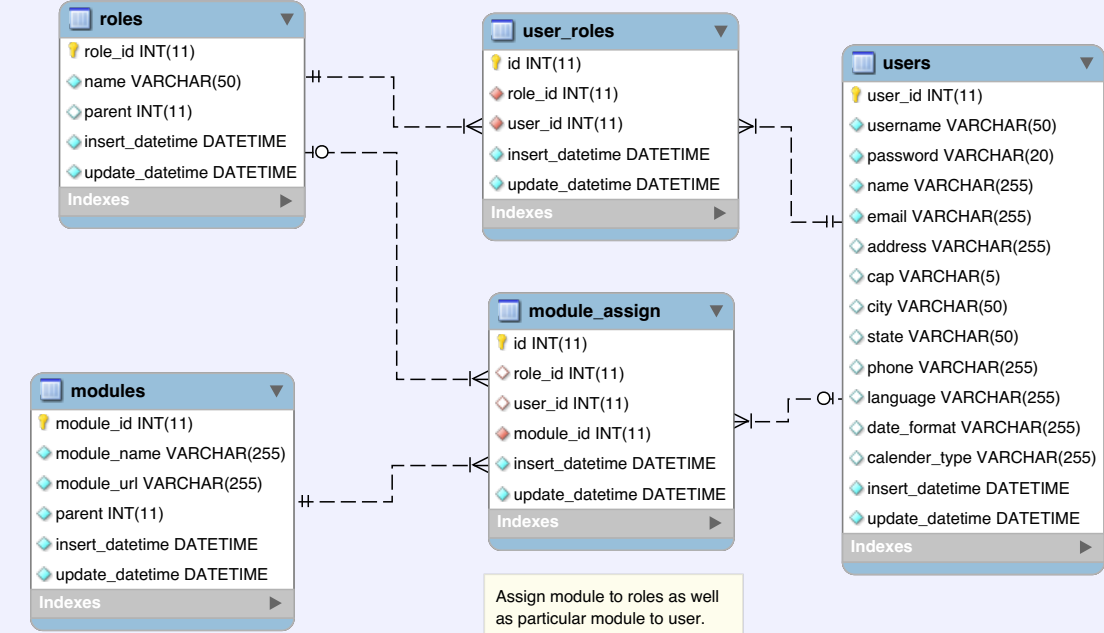 roles
role_id INT(11)
name VARCHAR(50)
parent INT(11)
insert_datetime DATETIME
update_datetime DATETIME
Indexes
user_roles
id INT(11)
role_id INT(11)
user_id INT(11)
insert_datetime DATETIME
update_datetime DATETIME
Indexes
users
user_id INT(11)
username VARCHAR(50)
password VARCHAR(20)
name VARCHAR(255)
email VARCHAR(255)
address VARCHAR(255)
cap VARCHAR(5)
city VARCHAR(50)
state VARCHAR(50)
phone VARCHAR(255)
language VARCHAR(255)
date_format VARCHAR(255)
calender_type VARCHAR(255)
insert_datetime DATETIME
update_datetime DATETIME
Indexes
modules
module_id INT(11)
module_name VARCHAR(255)
module_url VARCHAR(255)
parent INT(11)
insert_datetime DATETIME
update_datetime DATETIME
Indexes
module_assign
id INT(11)
role_id INT(11)
user_id INT(11)
module_id INT(11)
insert_datetime DATETIME
update_datetime DATETIME
Indexes
Assign module to roles as well
as particular module to user.